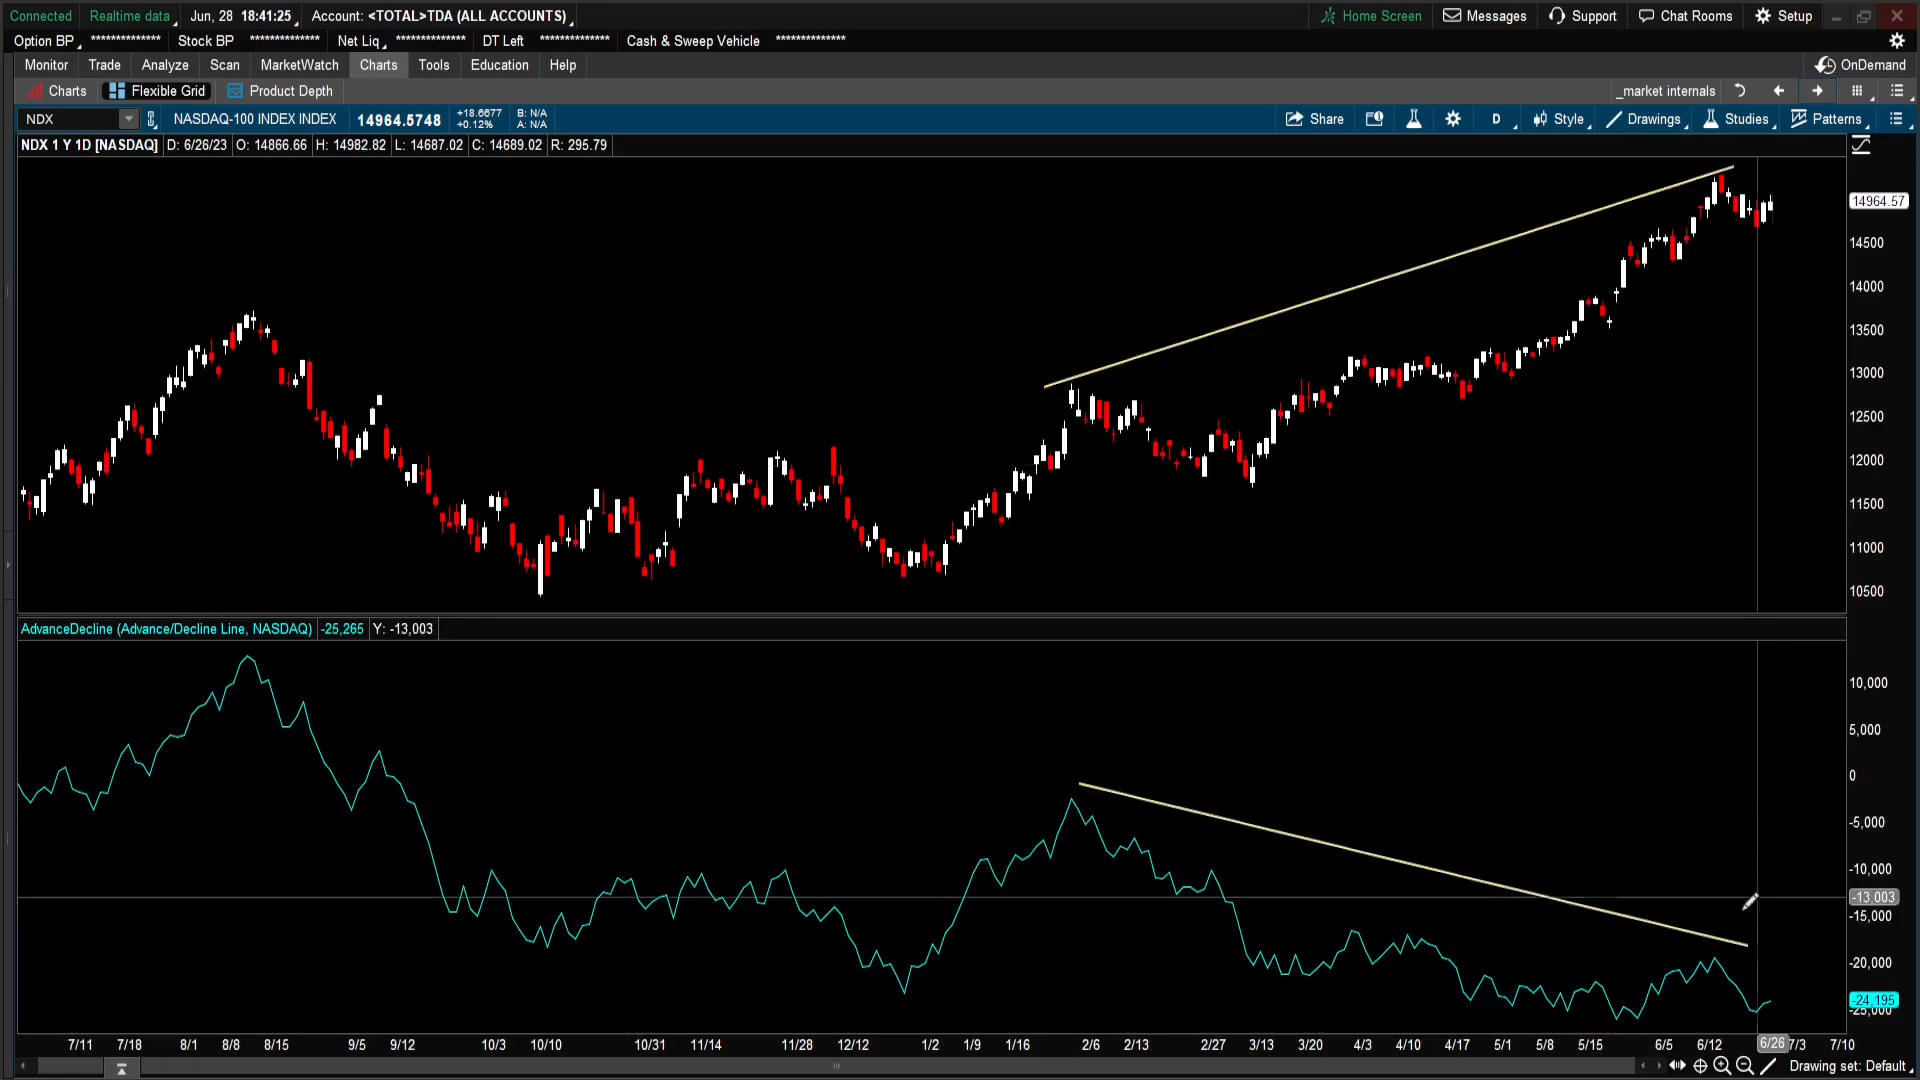 Connected Realtime data Jun, 28 18:41:25 Account: <TOTAL>TDA (ALL ACCOUNTS) Home Screen Messages Support Chat Rooms Setup
Option BP ************** Stock BP ************** Net Liq ************** DT Left ************** Cash & Sweep Vehicle **************
Monitor Trade Analyze Scan MarketWatch Charts Tools Education Help OnDemand
Charts Flexible Grid Product Depth _market internals
NDX NASDAQ-100 INDEX INDEX 14964.5748 +18.6677 +0.12% B: N/A A: N/A Share D Style Drawings Studies Patterns
NDX 1 Y 1D [NASDAQ] D: 6/26/23 O: 14866.66 H: 14982.82 L: 14687.02 C: 14689.02 R: 295.79
14964.57
14500
14000
13500
13000
12500
12000
11500
11000
10500
AdvanceDecline (Advance/Decline Line, NASDAQ) -25,265 Y: -13,003
10,000
5,000
0
-5,000
-10,000
-13,003
-15,000
-20,000
-24,195
-25,000
7/11 7/18 8/1 8/8 8/15 9/5 9/12 10/3 10/10 10/31 11/14 11/28 12/12 1/2 1/9 1/16 2/6 2/13 2/27 3/13 3/20 4/3 4/10 4/17 5/1 5/8 5/15 6/5 6/12 6/26 7/3 7/10
Drawing set: Default